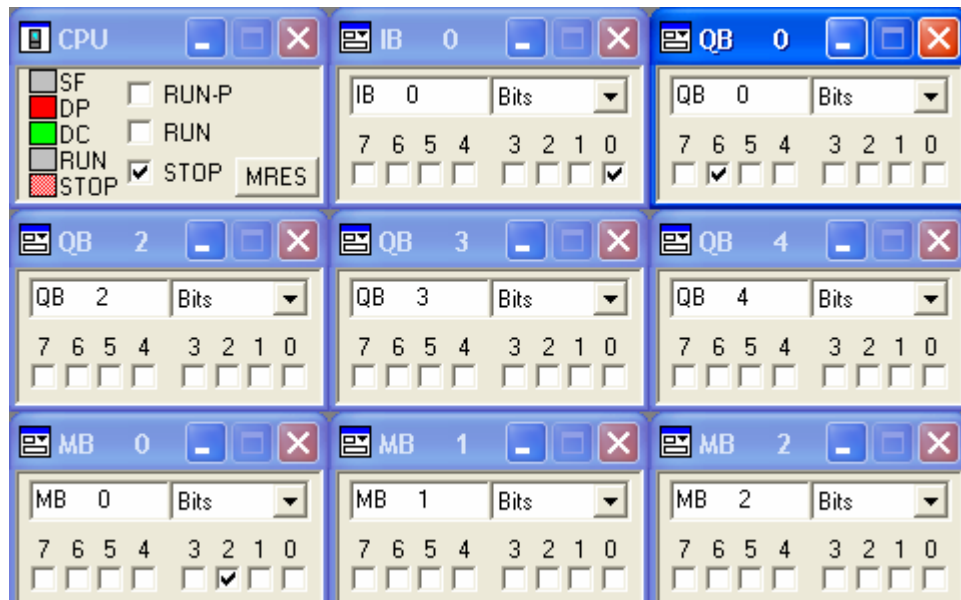 CPU
SF
DP
DC
RUN
STOP
RUN-P
RUN
STOP
MRES
IB 0
IB 0 Bits
7 6 5 4 3 2 1 0
QB 0
QB 0 Bits
7 6 5 4 3 2 1 0
QB 2
QB 2 Bits
7 6 5 4 3 2 1 0
QB 3
QB 3 Bits
7 6 5 4 3 2 1 0
QB 4
QB 4 Bits
7 6 5 4 3 2 1 0
MB 0
MB 0 Bits
7 6 5 4 3 2 1 0
MB 1
MB 1 Bits
7 6 5 4 3 2 1 0
MB 2
MB 2 Bits
7 6 5 4 3 2 1 0